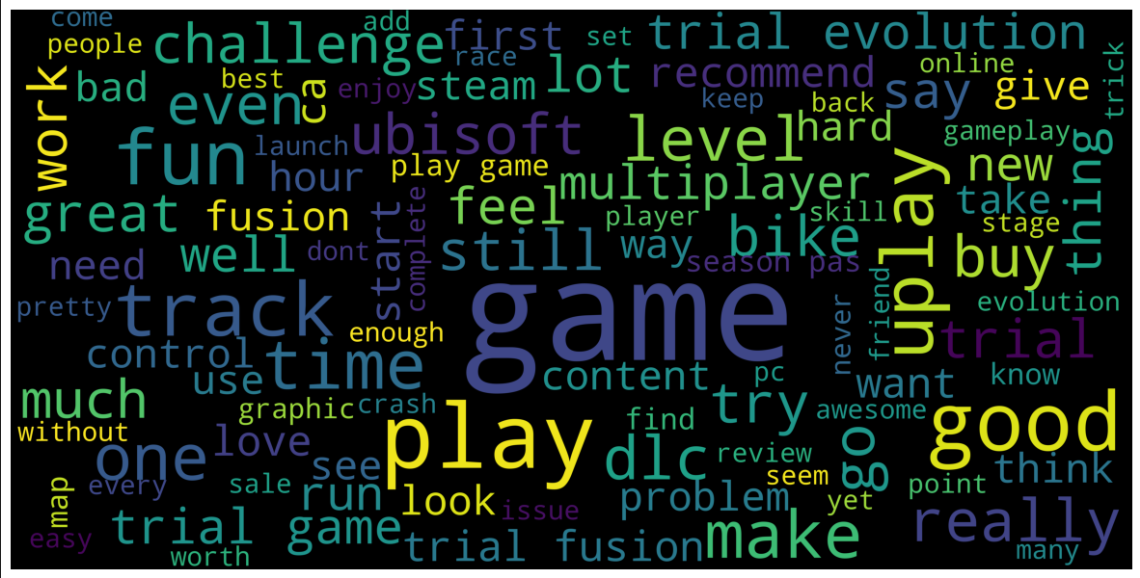 come
add
people
challenge
first
race
set
trial evolution
bad
best
enjoy
steam
lot
recommend
online
work
even
ca
keep
back
say
give
trick
fun
launch
ubisoft
level
hard
gameplay
hour
play game
multiplayer
new
thing
great
fusion
feel
player
skill
uplay
take
stage
well
dont
start
complete
still
way
bike
season pas
buy
need
pretty
track
game
never
friend
evolution
enough
control
time
trial
use
content
pc
want
know
much
graphic
crash
play
find
try
awesome
good
without
one
love
see
dlc
review
go
seem
think
map
every
sale
run
look
issue
problem
yet
point
easy
trial game
worth
trial fusion
make
really
many